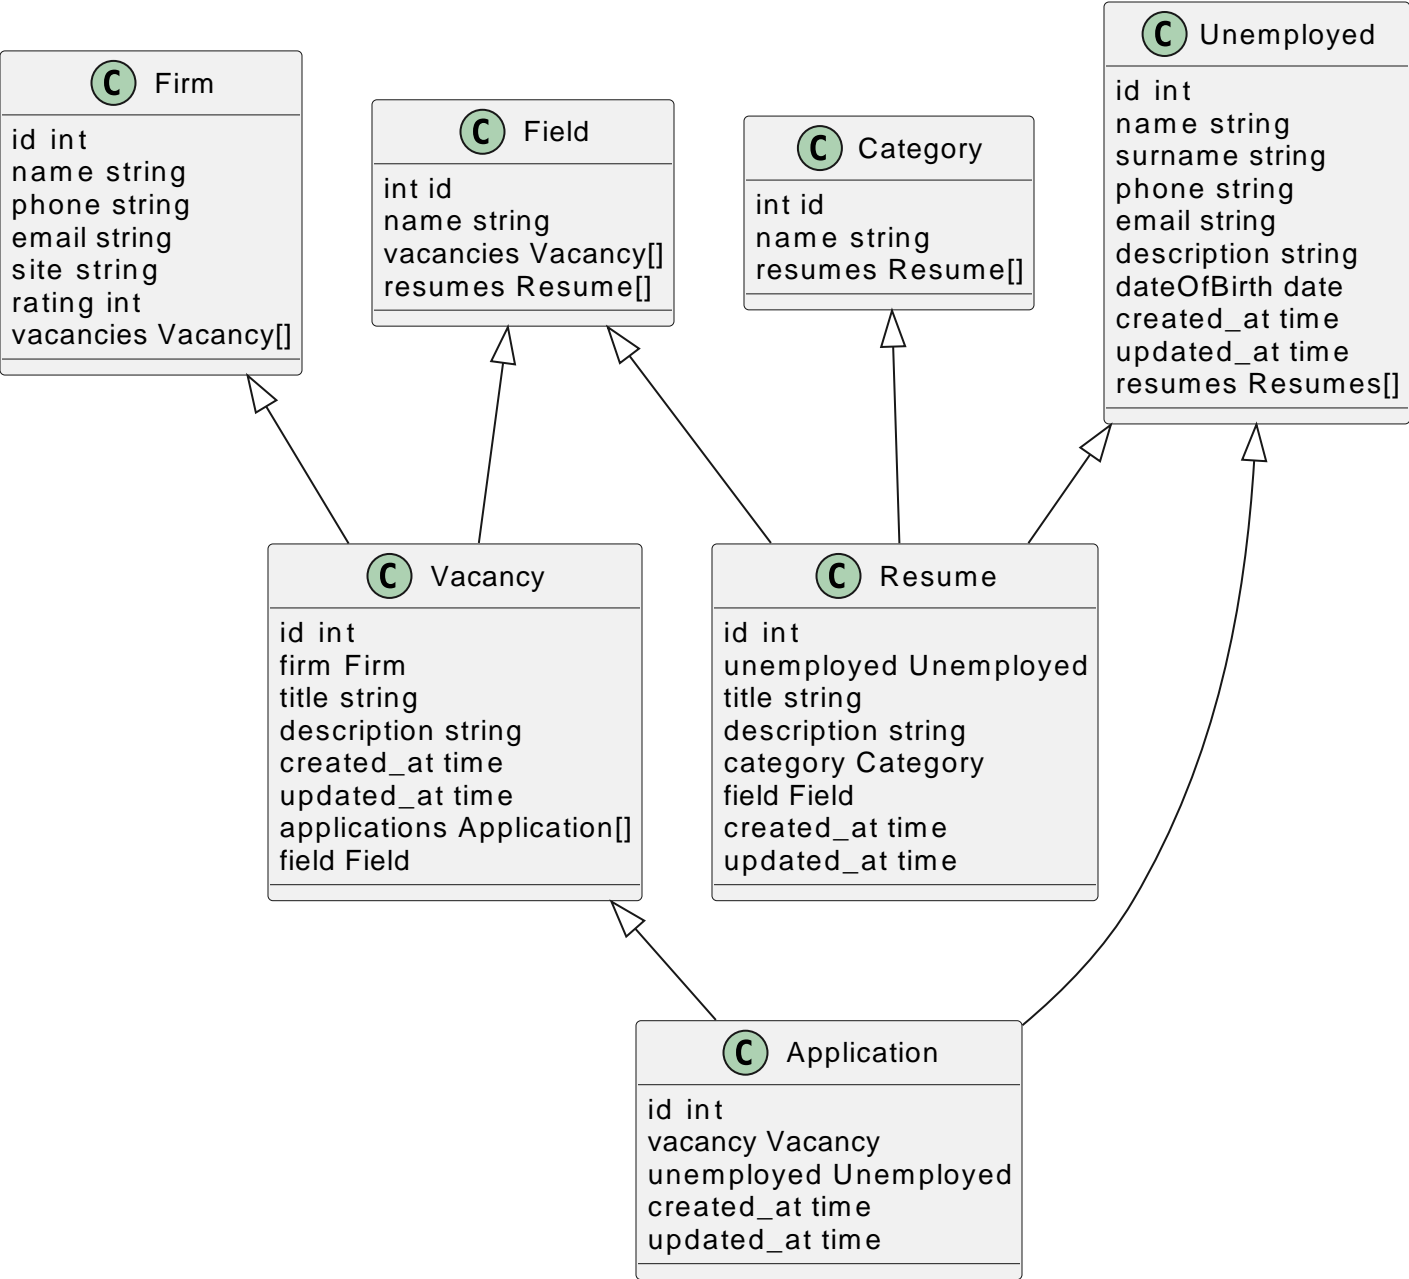 C Firm
id int
name string
phone string
email string
site string
rating int
vacancies Vacancy[]
C Field
int id
name string
vacancies Vacancy[]
resumes Resume[]
C Category
int id
name string
resumes Resume[]
C Unemployed
id int
name string
surname string
phone string
email string
description string
dateOfBirth date
created_at time
updated_at time
resumes Resumes[]
C Vacancy
id int
firm Firm
title string
description string
created_at time
updated_at time
applications Application[]
field Field
C Resume
id int
unemployed Unemployed
title string
description string
category Category
field Field
created_at time
updated_at time
C Application
id int
vacancy Vacancy
unemployed Unemployed
created_at time
updated_at time